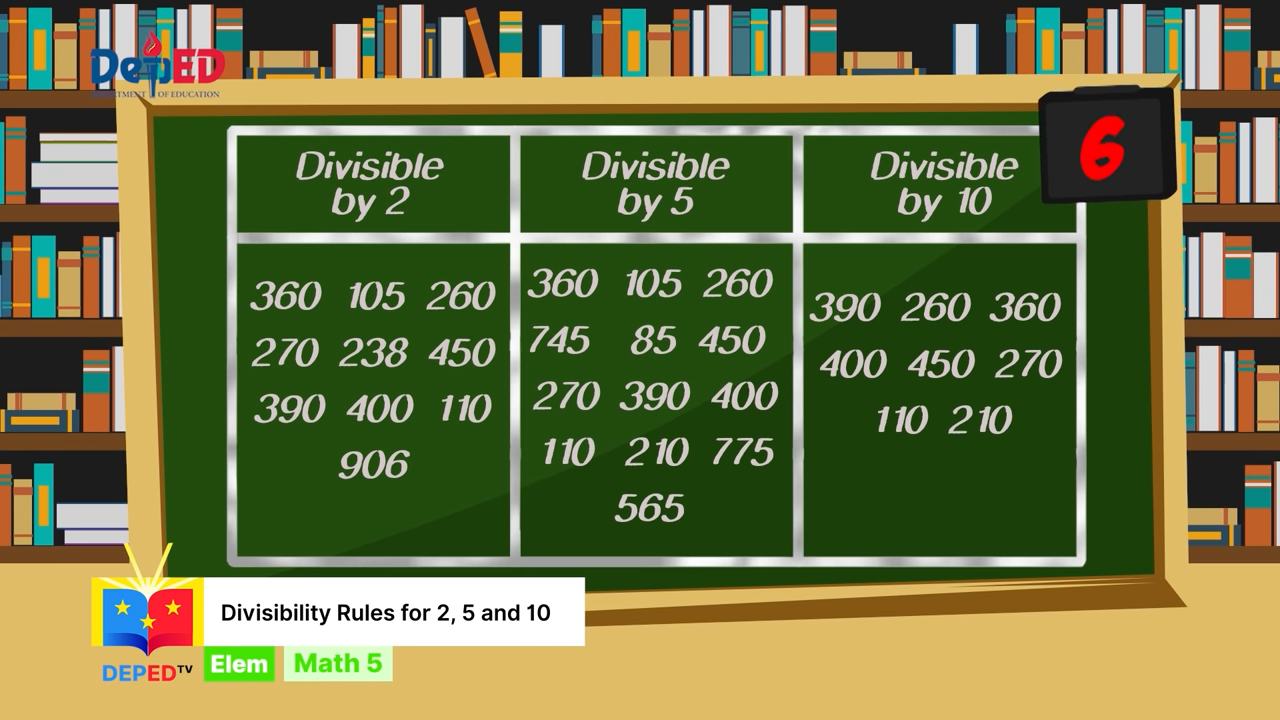 DepED
DEPARTMENT OF EDUCATION
6
Divisible
by 2
360 105 260
270 238 450
390 400 110
906
Divisible
by 5
360 105 260
745 85 450
270 390 400
110 210 775
565
Divisible
by 10
390 260 360
400 450 270
110 210
Divisibility Rules for 2, 5 and 10
DEPED TV
Elem
Math 5